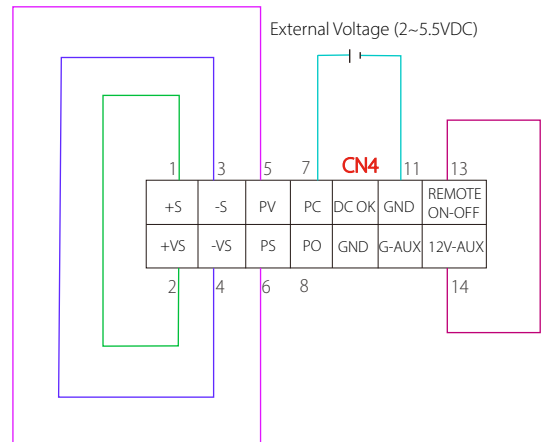 External Voltage (2~5.5VDC)
1 3 5 7 CN4 11 13
+S -S PV PC DC OK GND REMOTE
ON-OFF
+VS -VS PS PO GND G-AUX 12V-AUX
2 4 6 8 14